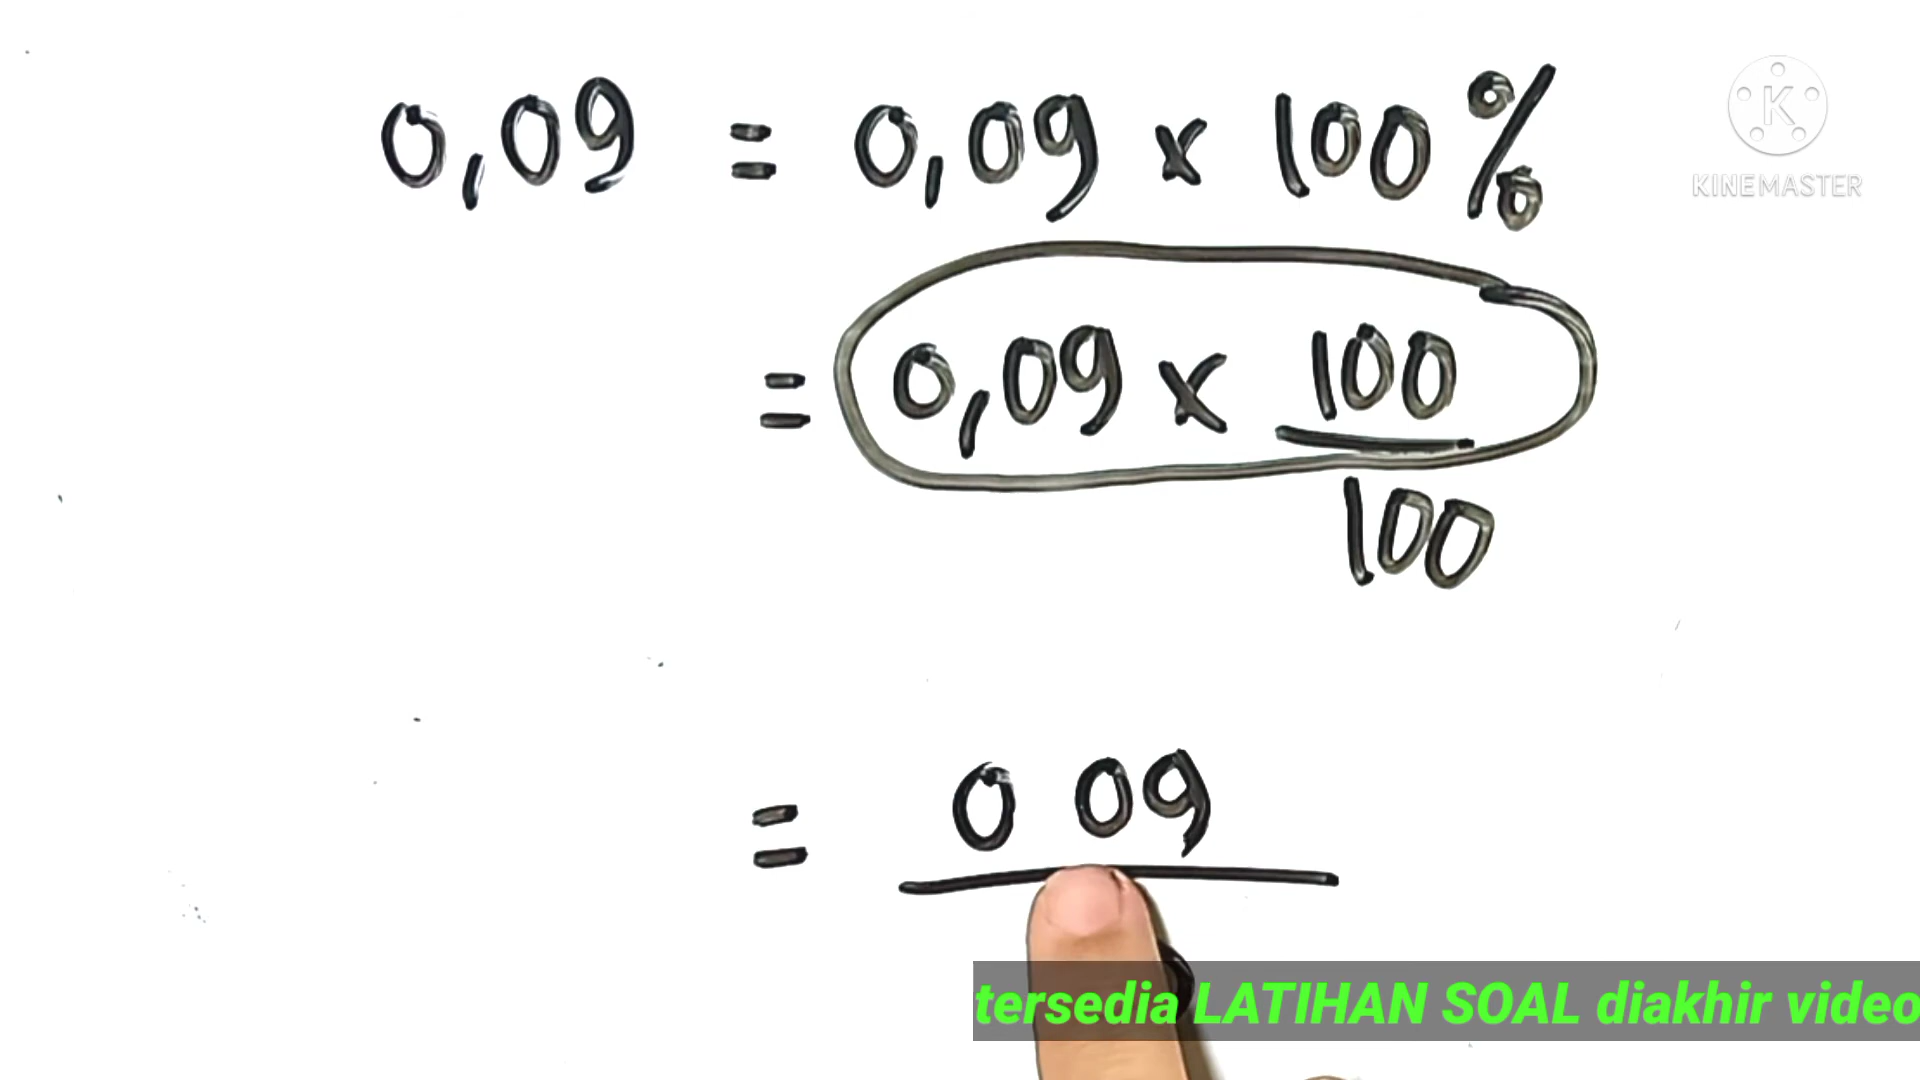 0,09 = 0,09 x 100%
KINEMASTER
= 0,09 x 100
100
= 0 09
tersedia LATIHAN SOAL diakhir video